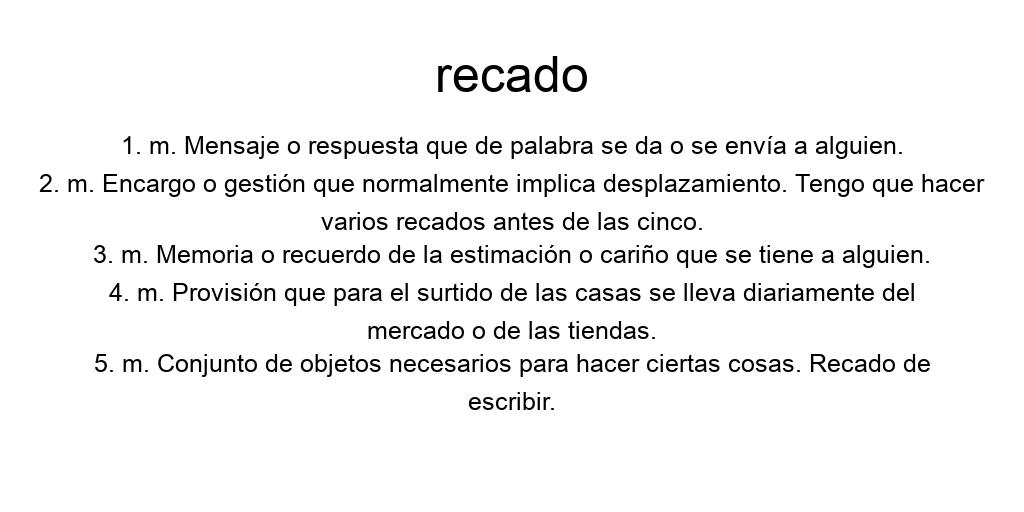 recado
1. m. Mensaje o respuesta que de palabra se da o se envía a alguien.
2. m. Encargo o gestión que normalmente implica desplazamiento. Tengo que hacer
varios recados antes de las cinco.
3. m. Memoria o recuerdo de la estimación o cariño que se tiene a alguien.
4. m. Provisión que para el surtido de las casas se lleva diariamente del
mercado o de las tiendas.
5. m. Conjunto de objetos necesarios para hacer ciertas cosas. Recado de
escribir.